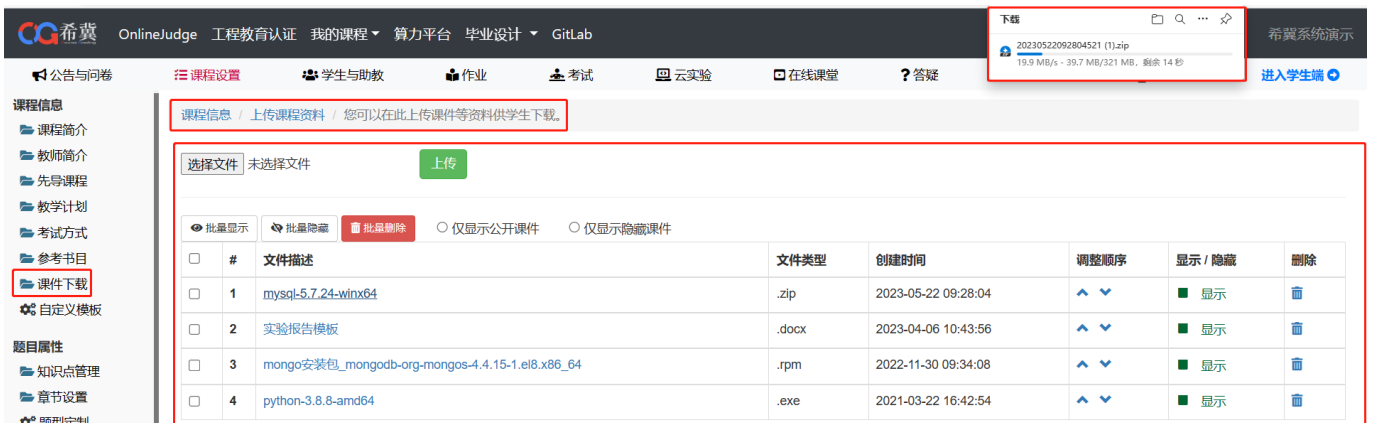 CG希冀 OnlineJudge 工程教育认证 我的课程 算力平台 毕业设计 GitLab 希冀系统演示
下载
20230522092804521 (1).zip
19.9 MB/s - 39.7 MB/321 MB，剩余 14 秒
公告与问卷 课程设置 学生与助教 作业 考试 云实验 在线课堂 答疑 进入学生端
课程信息
课程简介
教师简介
先导课程
教学计划
考试方式
参考书目
课件下载
自定义模板
题目属性
知识点管理
章节设置
题型定制
课程信息 / 上传课程资料 / 您可以在此上传课件等资料供学生下载。
选择文件 未选择文件 上传
批量显示 批量隐藏 批量删除 仅显示公开课件 仅显示隐藏课件
# 文件描述 文件类型 创建时间 调整顺序 显示 / 隐藏 删除
1 mysql-5.7.24-winx64 .zip 2023-05-22 09:28:04 显示
2 实验报告模板 .docx 2023-04-06 10:43:56 显示
3 mongo安装包_mongodb-org-mongos-4.4.15-1.el8.x86_64 .rpm 2022-11-30 09:34:08 显示
4 python-3.8.8-amd64 .exe 2021-03-22 16:42:54 显示